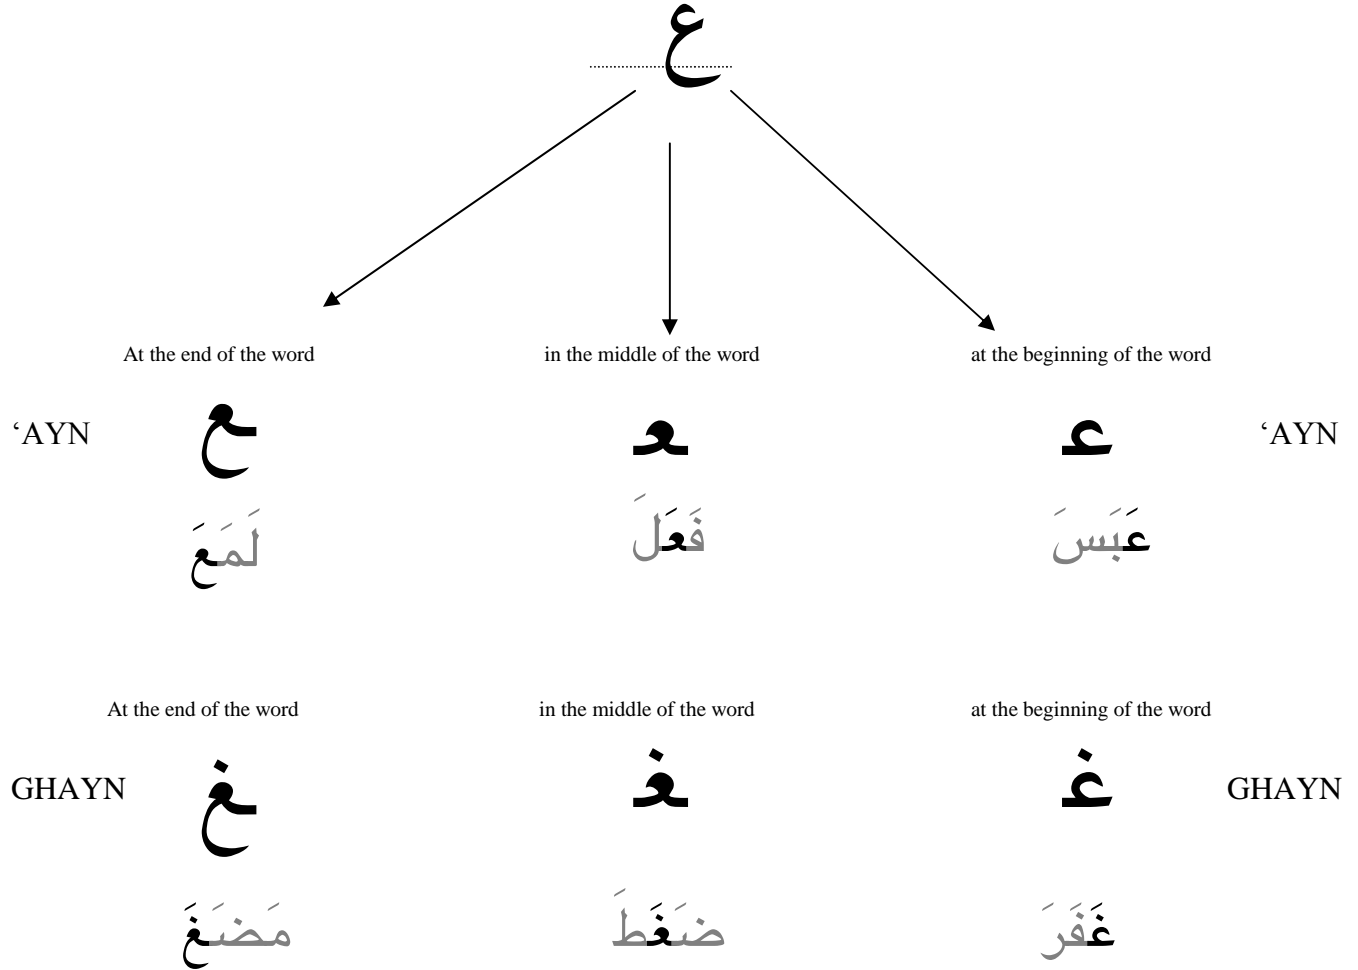 ع
At the end of the word in the middle of the word at the beginning of the word
‘AYN ـع ـعـ عـ ‘AYN
لَمَعَ فَعَلَ عَبَسَ
At the end of the word in the middle of the word at the beginning of the word
GHAYN ـغ ـغـ غـ GHAYN
مَضَغَ ضَغَطَ غَفَرَ